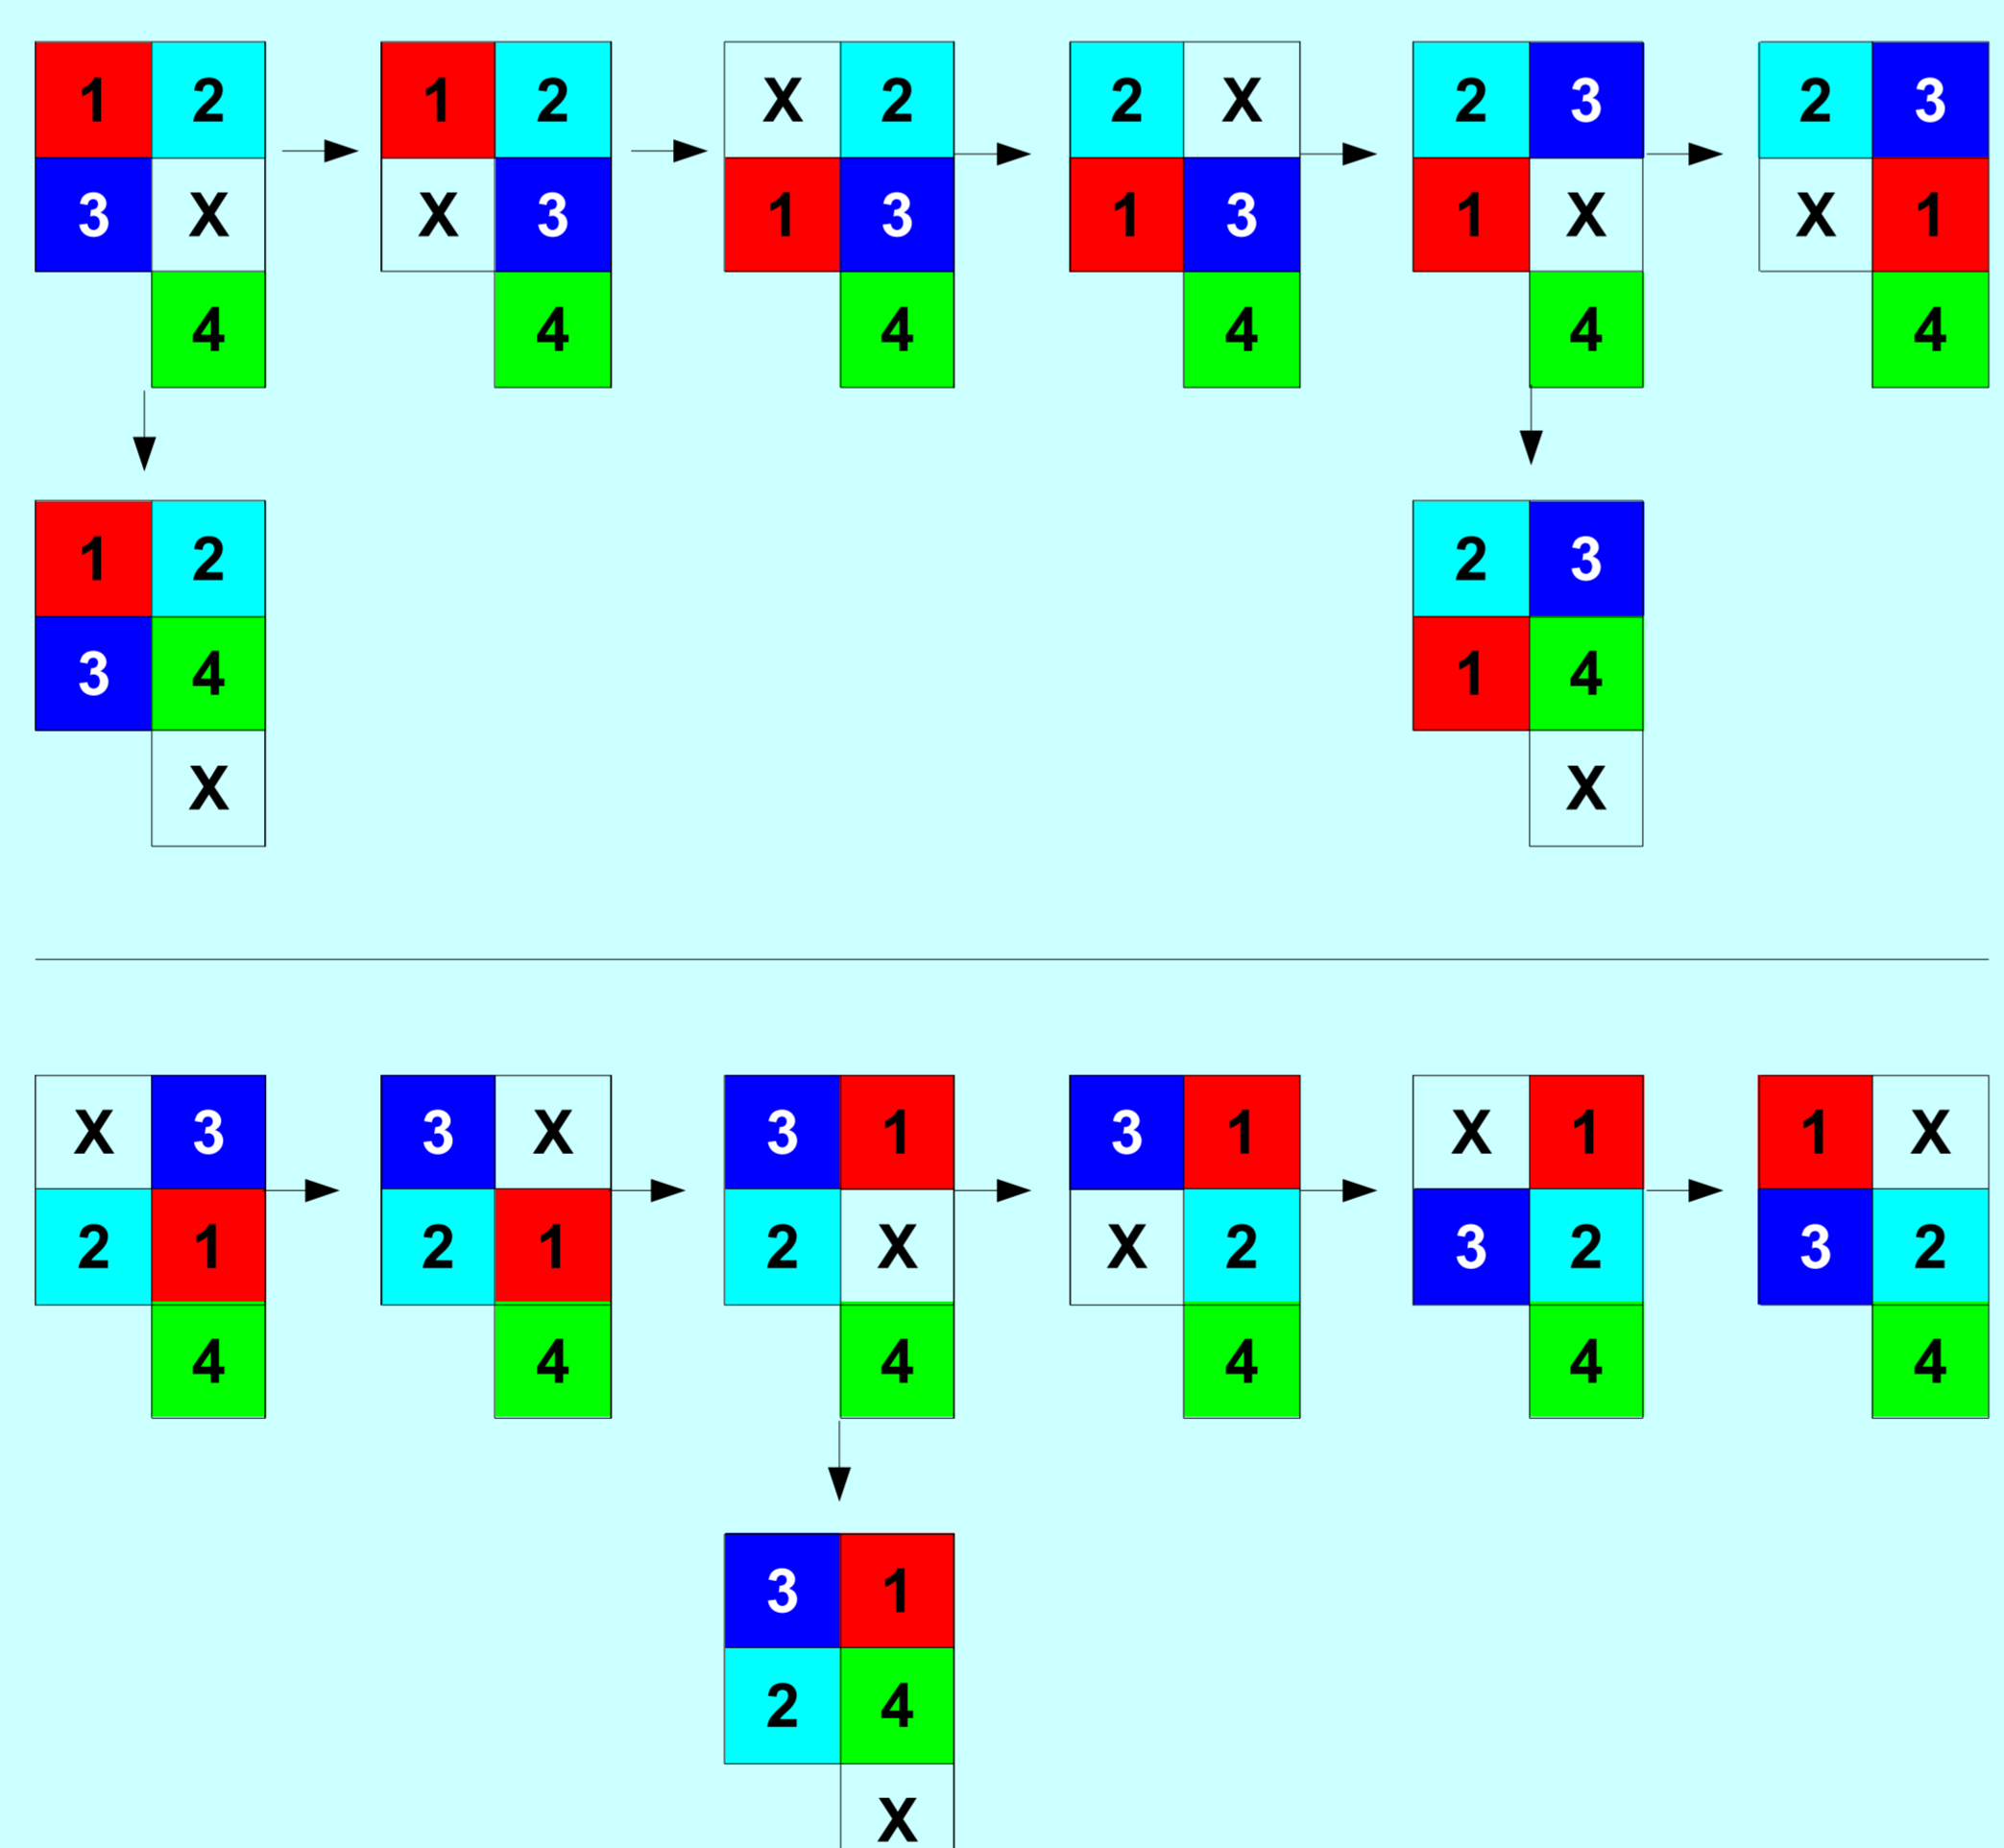 1 2 1 2 X 2 2 X 2 3 2 3
3 X X 3 1 3 1 3 1 X X 1
4 4 4 4 4 4
1 2 2 3
3 4 1 4
X X
X 3 3 X 3 1 3 1 X 1 1 X
2 1 2 1 2 X X 2 3 2 3 2
4 4 4 4 4 4
3 1
2 4
X